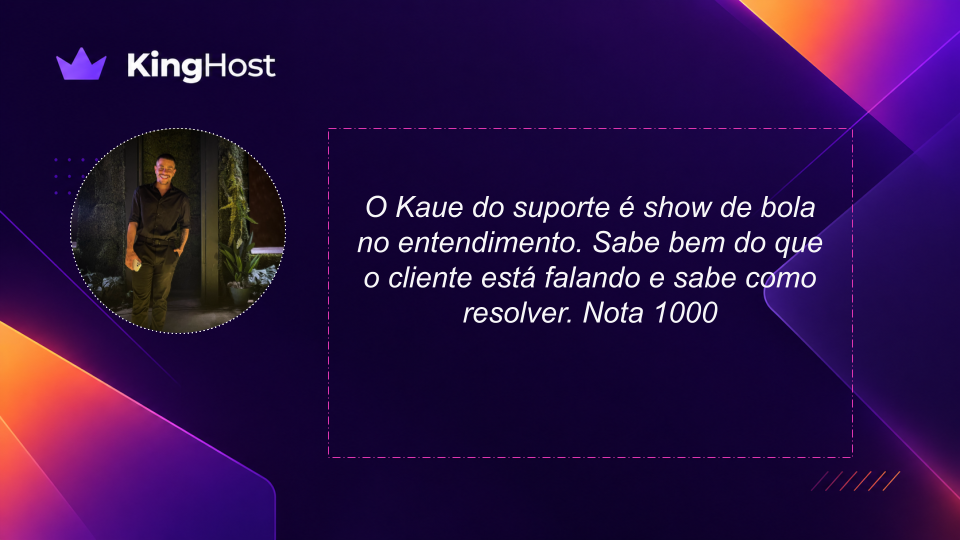 KingHost
O Kaue do suporte é show de bola
no entendimento. Sabe bem do que
o cliente está falando e sabe como
resolver. Nota 1000